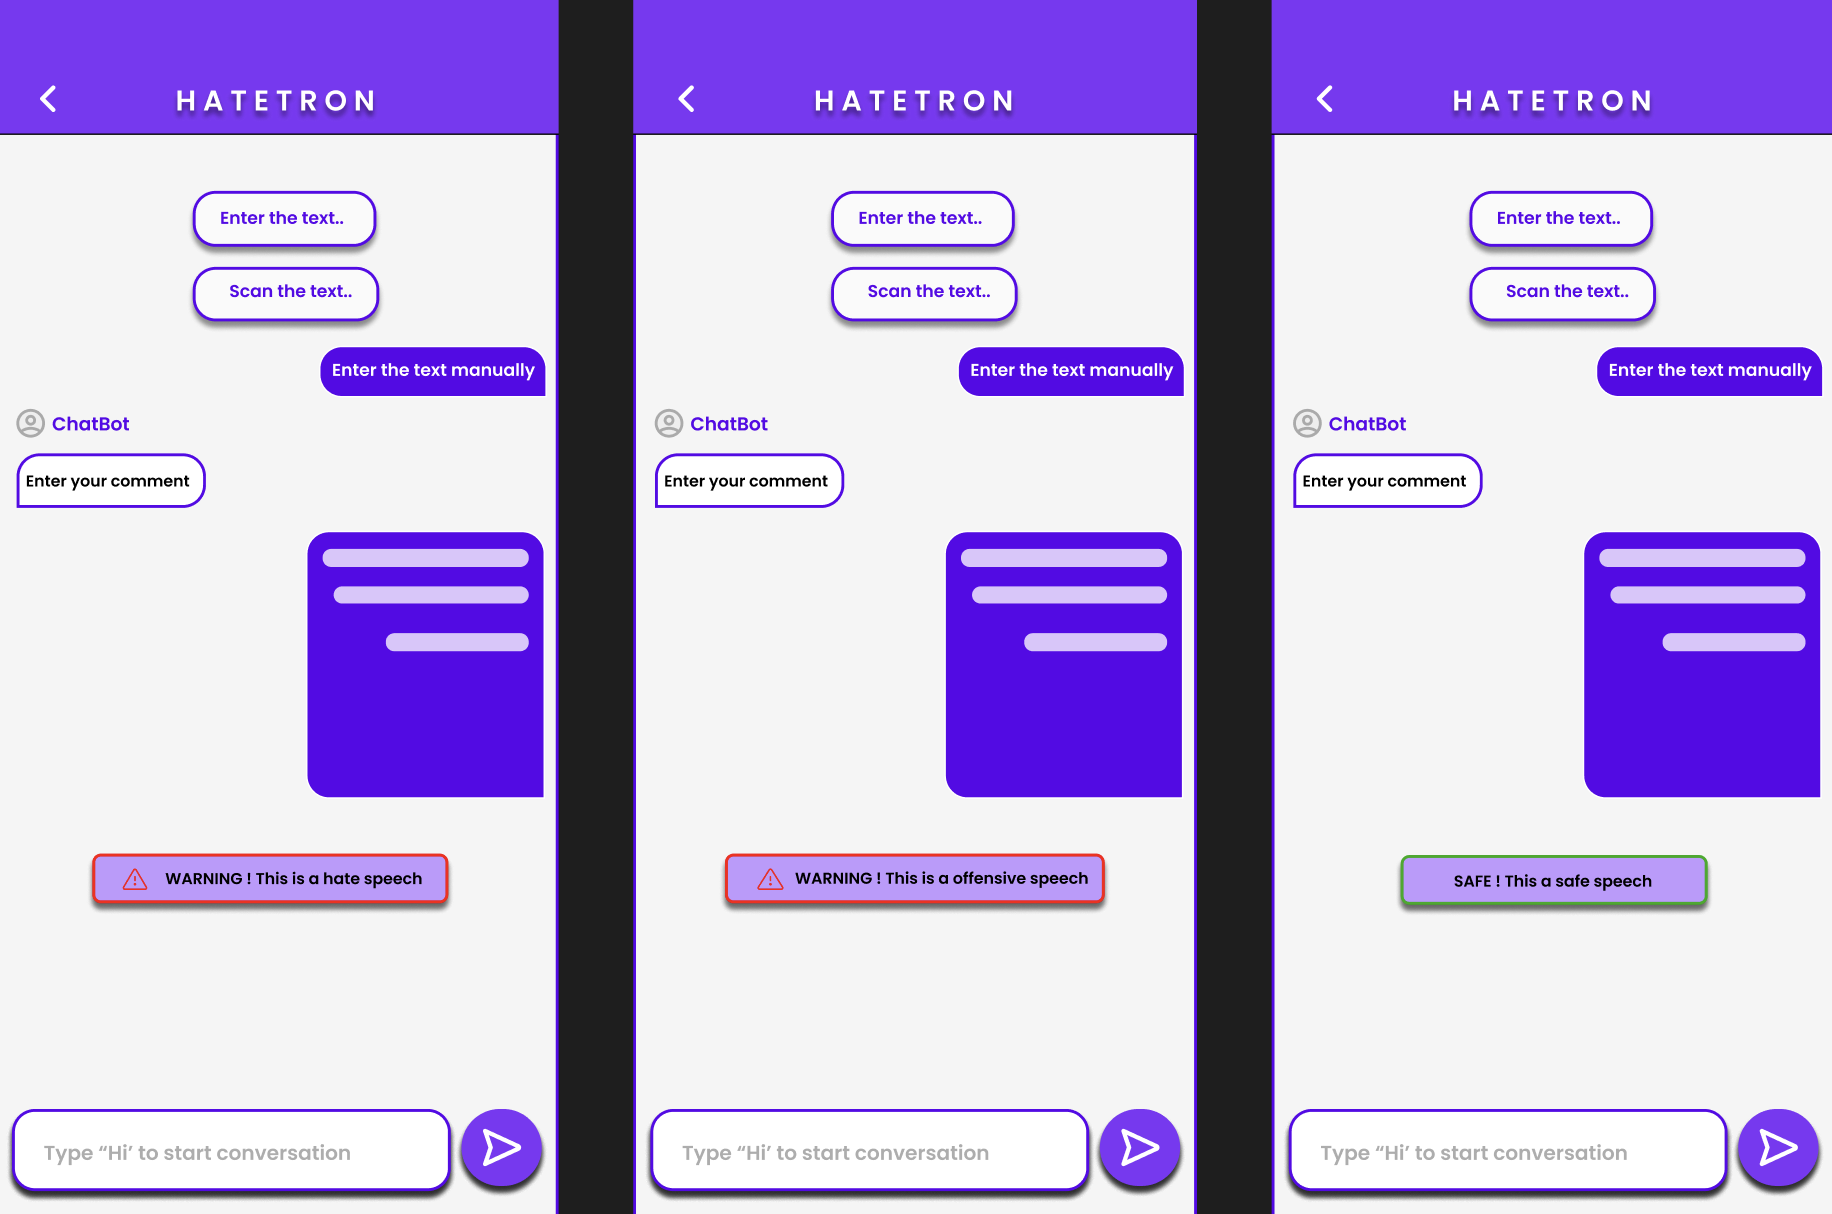 HATETRON
Enter the text..
Scan the text..
Enter the text manually
ChatBot
Enter your comment
WARNING ! This is a hate speech
Type “Hi’ to start conversation
HATETRON
Enter the text..
Scan the text..
Enter the text manually
ChatBot
Enter your comment
WARNING ! This is a offensive speech
Type “Hi’ to start conversation
HATETRON
Enter the text..
Scan the text..
Enter the text manually
ChatBot
Enter your comment
SAFE ! This a safe speech
Type “Hi’ to start conversation